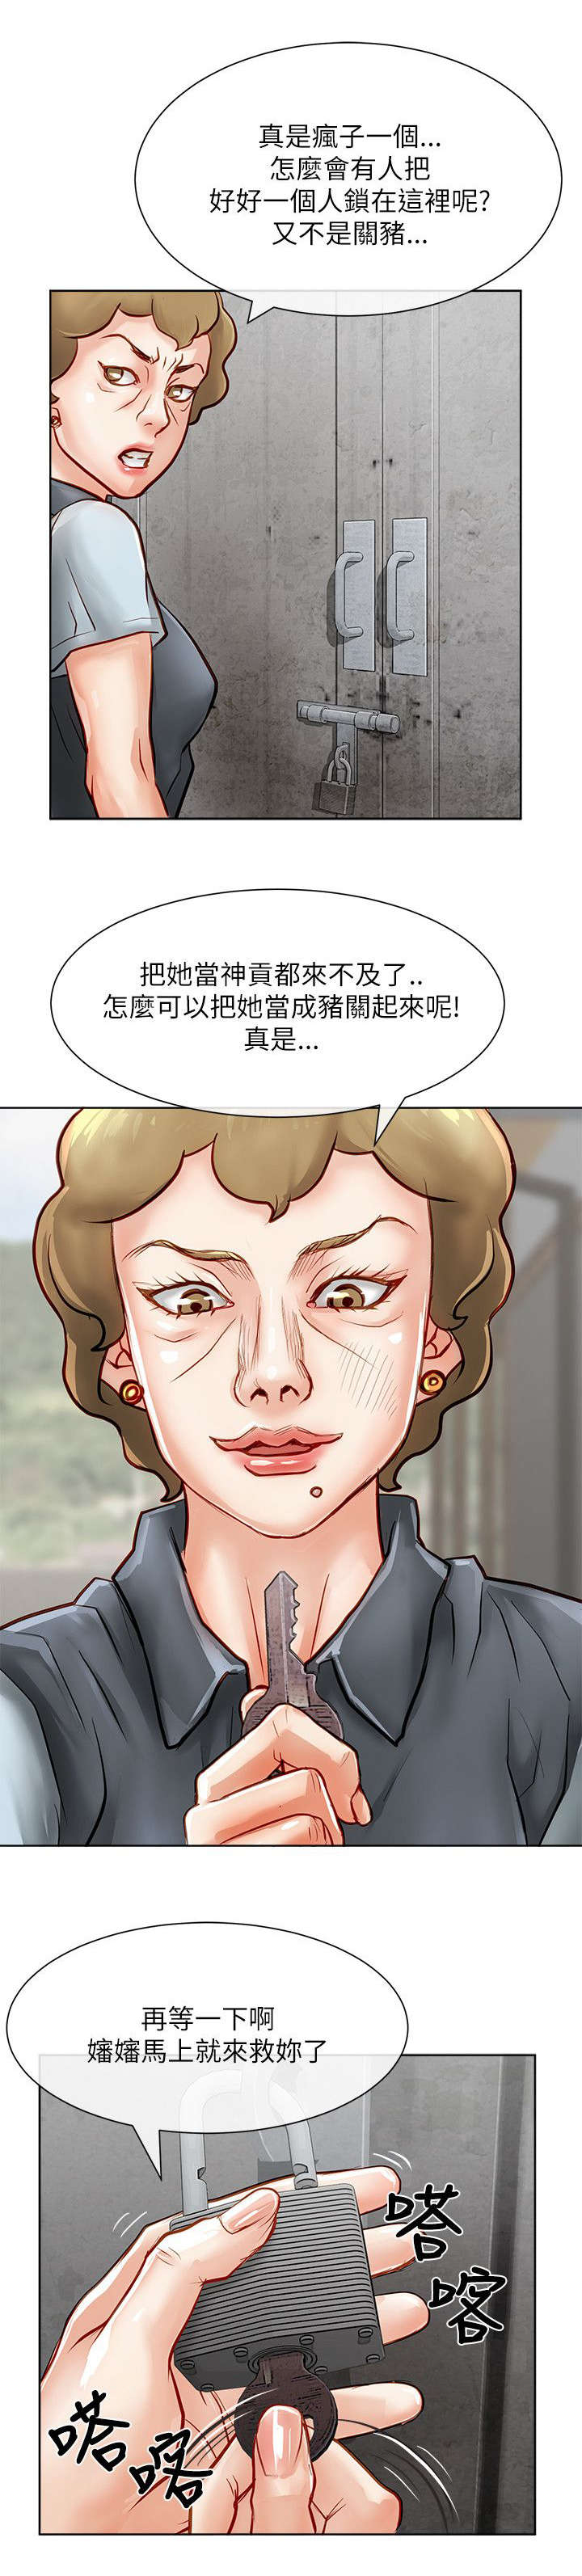 真是瘋子一個...
怎麼會有人把
好好一個人鎖在這裡呢?
又不是關豬...
把她當神貢都來不及了..
怎麼可以把她當成豬關起來呢!
真是...
再等一下啊
嬸嬸馬上就來救妳了
嗒
喀
嗒
喀